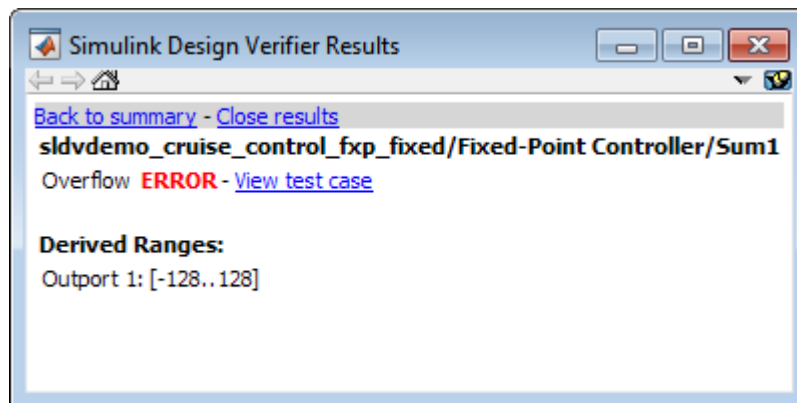 Simulink Design Verifier Results
Back to summary - Close results
sldvdemo_cruise_control_fxp_fixed/Fixed-Point Controller/Sum1
Overflow ERROR - View test case
Derived Ranges:
Outport 1: [-128..128]